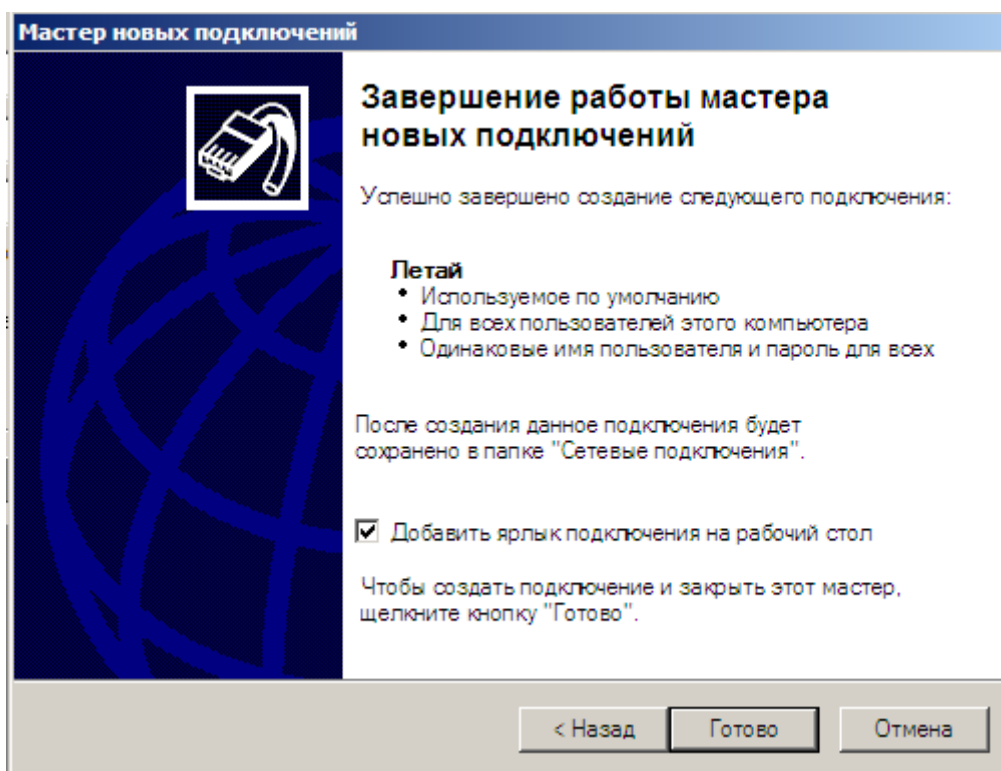 Мастер новых подключений
Завершение работы мастера
новых подключений
Успешно завершено создание следующего подключения:
Летай
• Используемое по умолчанию
• Для всех пользователей этого компьютера
• Одинаковые имя пользователя и пароль для всех
После создания данное подключения будет
сохранено в папке "Сетевые подключения".
Добавить ярлык подключения на рабочий стол
Чтобы создать подключение и закрыть этот мастер,
щелкните кнопку "Готово".
< Назад Готово Отмена